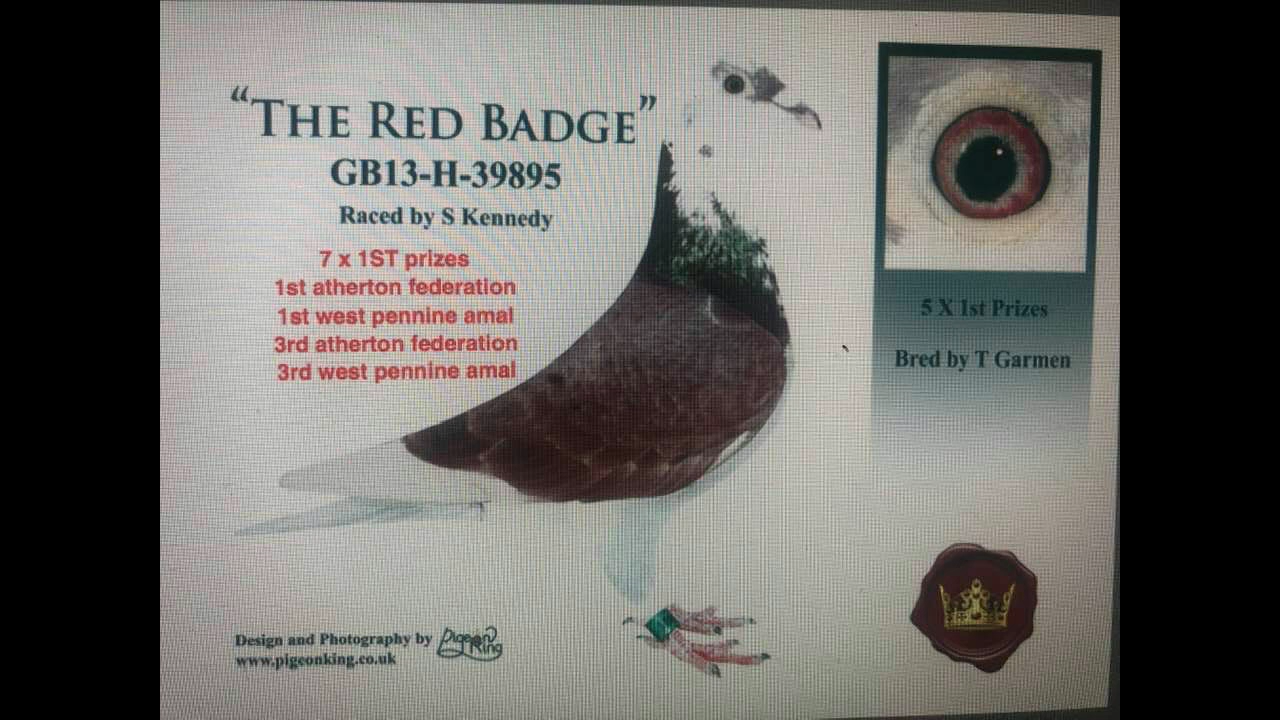 "THE RED BADGE"
GB13-H-39895
Raced by S Kennedy
7 x 1ST prizes
1st atherton federation
1st west pennine amal
3rd atherton federation
3rd west pennine amal
5 X 1st Prizes
Bred by T Garmen
Design and Photography by Pigeon King
www.pigeonking.co.uk